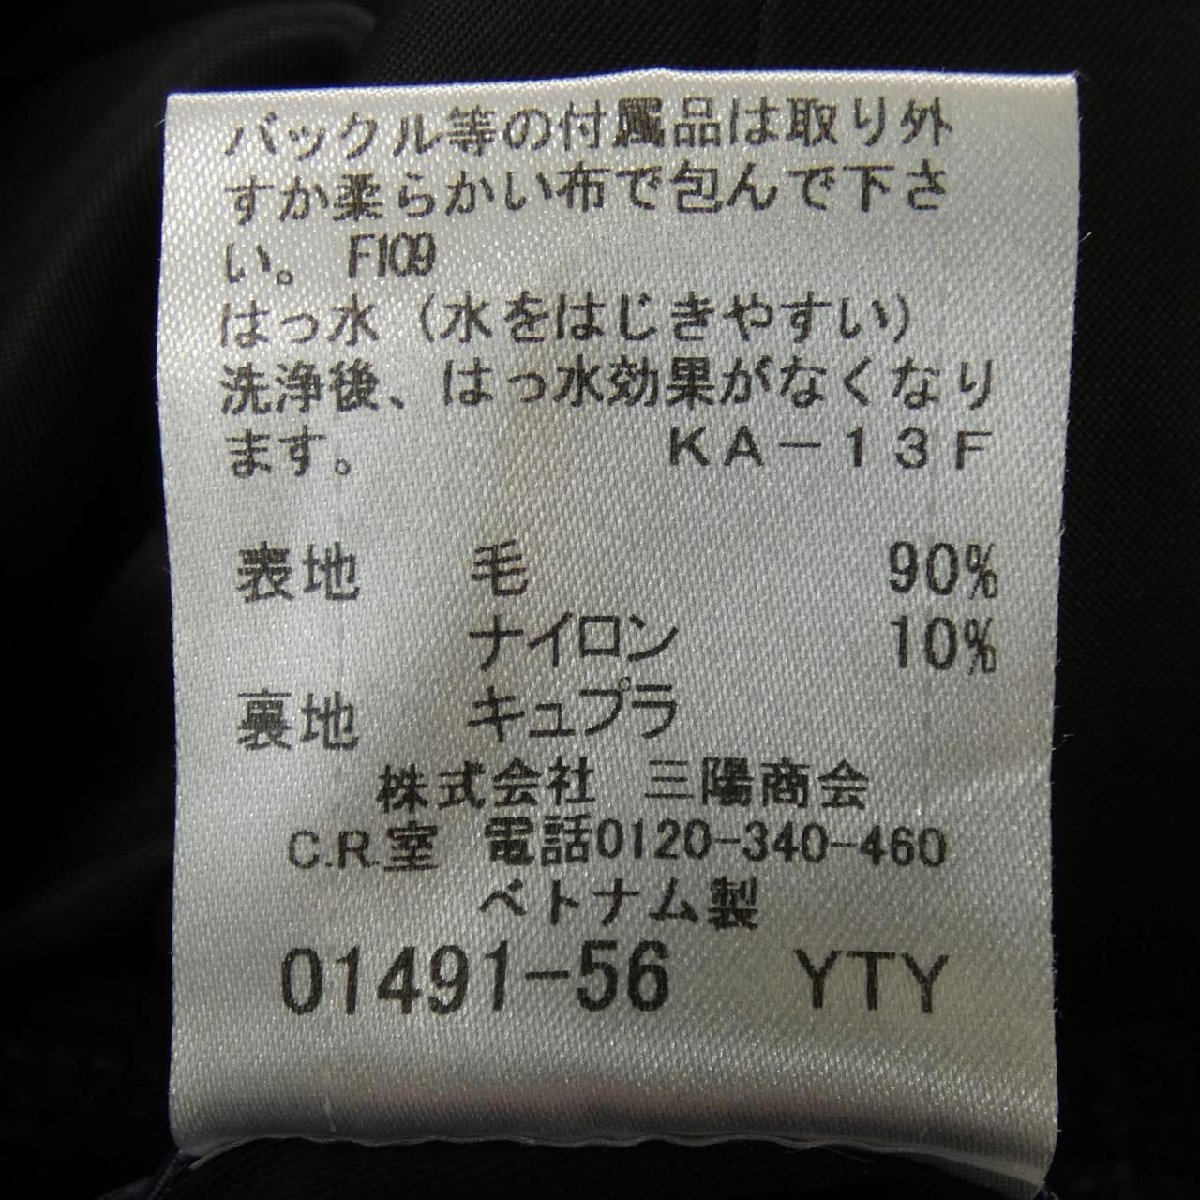 バックル等の付属品は取り外
すか柔らかい布で包んで下さ
い。 F109
はっ水（水をはじきやすい）
洗浄後、はっ水効果がなくなり
ます。 ＫＡ－１３Ｆ
表地 毛 90%
ナイロン 10%
裏地 キュプラ
株式会社 三陽商会
C.R.室 電話0120-340-460
ベトナム製
01491-56 YTY